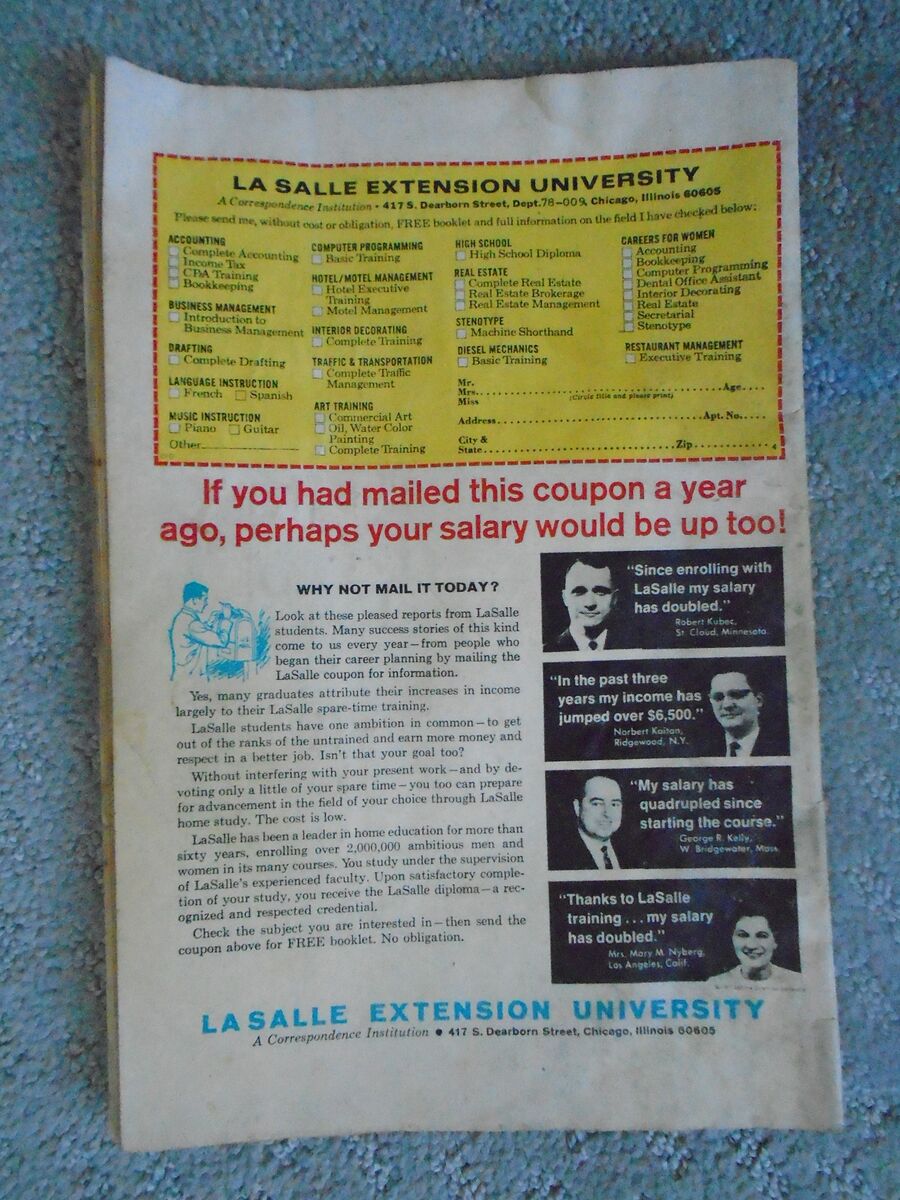 LA SALLE EXTENSION UNIVERSITY
A Correspondence Institution • 417 S. Dearborn Street, Dept. 78-009, Chicago, Illinois 60605
Please send me, without cost or obligation, FREE booklet and full information on the field I have checked below:
ACCOUNTING
Complete Accounting
Income Tax
CPA Training
Bookkeeping
BUSINESS MANAGEMENT
Introduction to
Business Management
DRAFTING
Complete Drafting
LANGUAGE INSTRUCTION
French Spanish
MUSIC INSTRUCTION
Piano Guitar
Other
COMPUTER PROGRAMMING
Basic Training
HOTEL/MOTEL MANAGEMENT
Hotel Executive
Training
Motel Management
INTERIOR DECORATING
Complete Training
TRAFFIC & TRANSPORTATION
Complete Traffic
Management
ART TRAINING
Commercial Art
Oil, Water Color
Painting
Complete Training
HIGH SCHOOL
High School Diploma
REAL ESTATE
Complete Real Estate
Real Estate Brokerage
Real Estate Management
STENOTYPE
Machine Shorthand
DIESEL MECHANICS
Basic Training
CAREERS FOR WOMEN
Accounting
Bookkeeping
Computer Programming
Dental Office Assistant
Interior Decorating
Real Estate
Secretarial
Stenotype
RESTAURANT MANAGEMENT
Executive Training
Mr.
Mrs. Age
Miss (Circle title and please print)
Address Apt. No.
City &
State Zip 4
If you had mailed this coupon a year
ago, perhaps your salary would be up too!
WHY NOT MAIL IT TODAY?
Look at these pleased reports from LaSalle
students. Many success stories of this kind
come to us every year—from people who
began their career planning by mailing the
LaSalle coupon for information.
Yes, many graduates attribute their increases in income
largely to their LaSalle spare-time training.
LaSalle students have one ambition in common—to get
out of the ranks of the untrained and earn more money and
respect in a better job. Isn't that your goal too?
Without interfering with your present work—and by de-
voting only a little of your spare time—you too can prepare
for advancement in the field of your choice through LaSalle
home study. The cost is low.
LaSalle has been a leader in home education for more than
sixty years, enrolling over 2,000,000 ambitious men and
women in its many courses. You study under the supervision
of LaSalle's experienced faculty. Upon satisfactory comple-
tion of your study, you receive the LaSalle diploma—a rec-
ognized and respected credential.
Check the subject you are interested in—then send the
coupon above for FREE booklet. No obligation.
"Since enrolling with
LaSalle my salary
has doubled."
Robert Kubec,
St. Cloud, Minnesota
"In the past three
years my income has
jumped over $6,500."
Norbert Kaitan,
Ridgewood, N.Y.
"My salary has
quadrupled since
starting the course."
George R. Kelly,
W. Bridgewater, Mass.
"Thanks to LaSalle
training...my salary
has doubled."
Mrs. Mary M. Nyberg,
Los Angeles, Calif.
LA SALLE EXTENSION UNIVERSITY
A Correspondence Institution • 417 S. Dearborn Street, Chicago, Illinois 60605